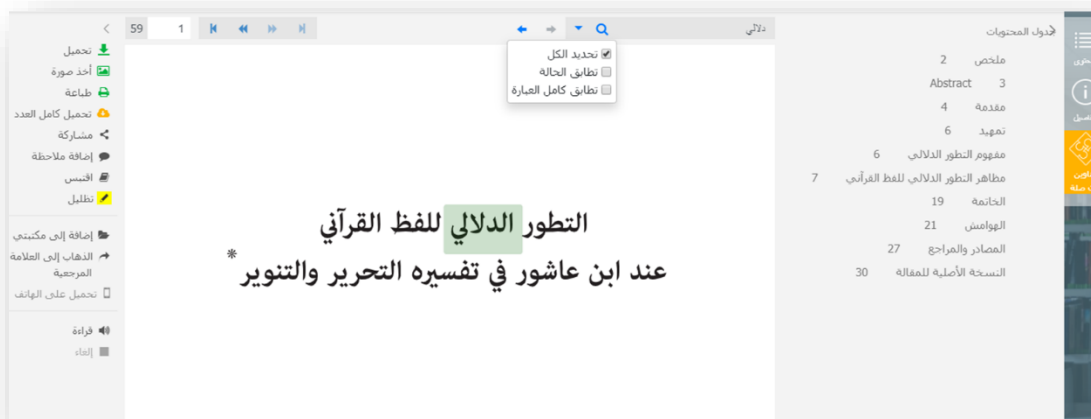 جدول المحتويات
ملخص 2
Abstract 3
مقدمة 4
تمهيد 6
مفهوم التطور الدلالي 6
مظاهر التطور الدلالي للفظ القرآني 7
الخاتمة 19
الهوامش 21
المصادر والمراجع 27
النسخة الأصلية للمقالة 30
دلالي
1 59
تحديد الكل
تطابق الحالة
تطابق كامل العبارة
التطور الدلالي للفظ القرآني
عند ابن عاشور في تفسيره التحرير والتنوير*
تحميل
أخذ صورة
طباعة
تحميل كامل العدد
مشاركة
إضافة ملاحظة
اقتبس
تظليل
إضافة إلى مكتبتي
الذهاب إلى العلامة
المرجعية
تحميل على الهاتف
قراءة
إلغاء